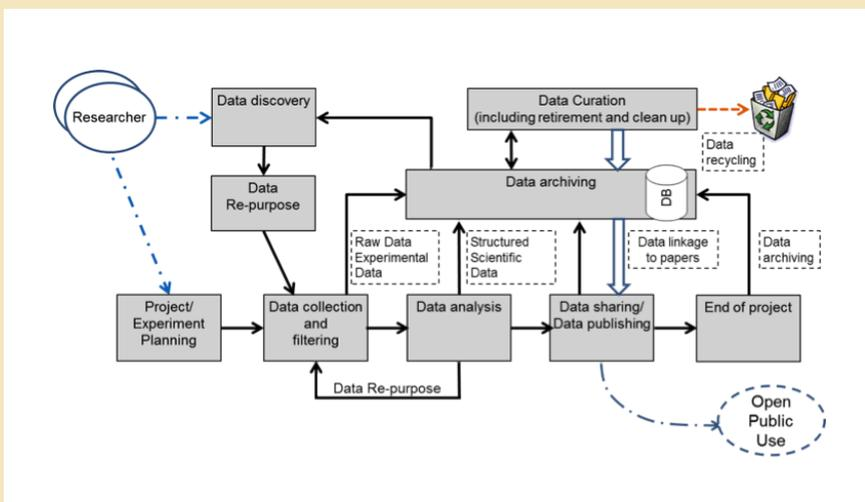 Researcher
Data discovery
Data Curation
(including retirement and clean up)
Data
recycling
Data
Re-purpose
Data archiving
DB
Raw Data
Experimental
Data
Structured
Scientific
Data
Data linkage
to papers
Data
archiving
Project/
Experiment
Planning
Data collection
and
filtering
Data analysis
Data sharing/
Data publishing
End of project
Data Re-purpose
Open
Public
Use